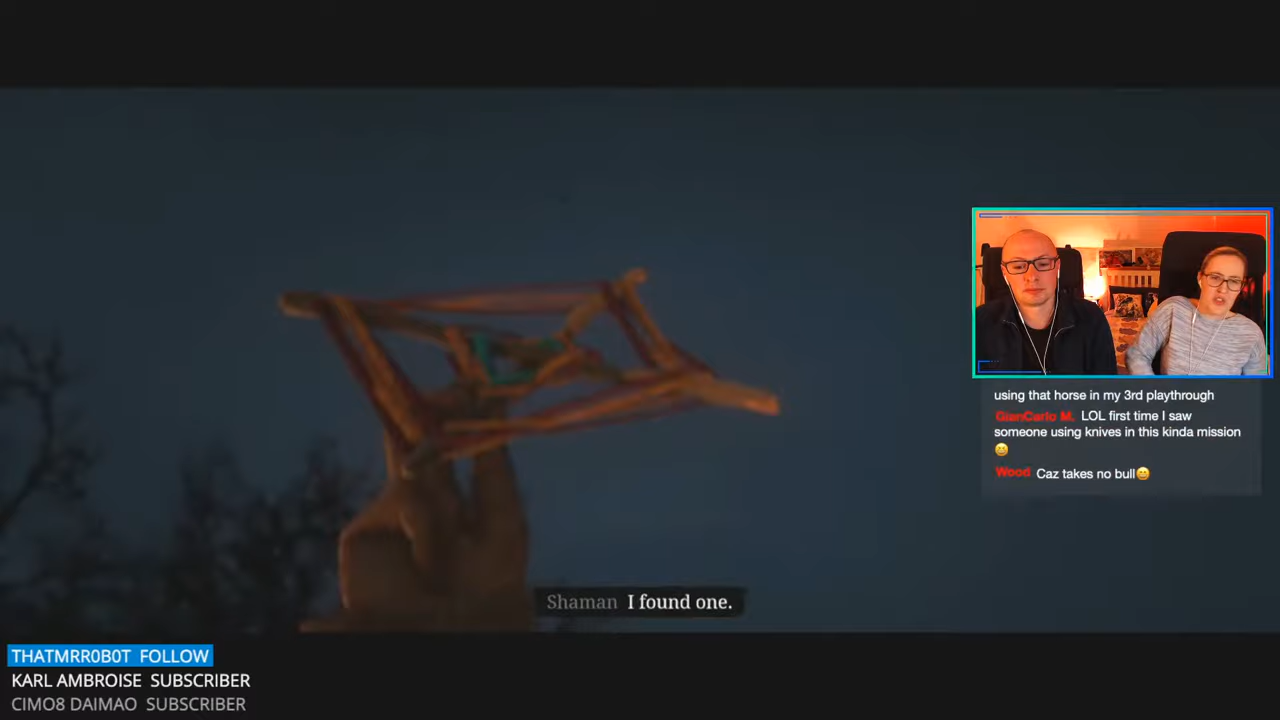 using that horse in my 3rd playthrough
GianCarlo M. LOL first time I saw
someone using knives in this kinda mission
Wood Caz takes no bull
Shaman I found one.
THATMRR0B0T FOLLOW
KARL AMBROISE SUBSCRIBER
CIMO8 DAIMAO SUBSCRIBER